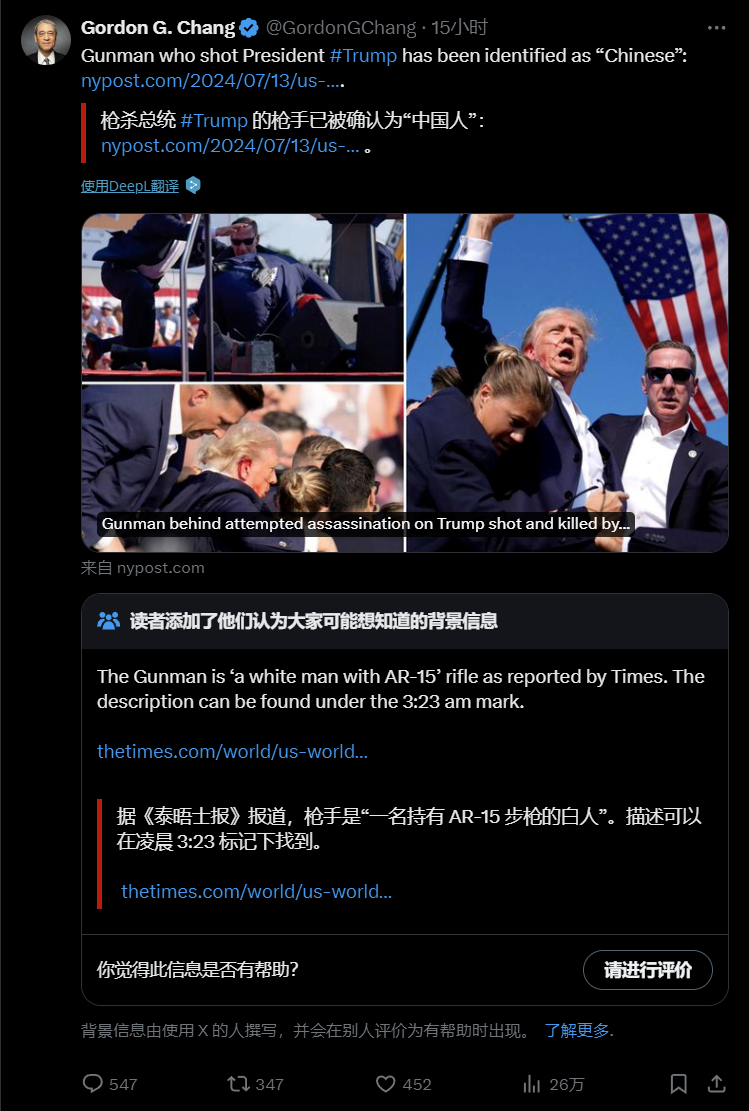 Gordon G. Chang @GordonGChang · 15小时
Gunman who shot President #Trump has been identified as “Chinese”:
nypost.com/2024/07/13/us-….
枪杀总统 #Trump 的枪手已被确认为“中国人”：
nypost.com/2024/07/13/us-… 。
使用DeepL翻译
Gunman behind attempted assassination on Trump shot and killed by...
来自 nypost.com
读者添加了他们认为大家可能想知道的背景信息
The Gunman is ‘a white man with AR-15’ rifle as reported by Times. The
description can be found under the 3:23 am mark.
thetimes.com/world/us-world…
据《泰晤士报》报道，枪手是“一名持有 AR-15 步枪的白人”。描述可以
在凌晨 3:23 标记下找到。
thetimes.com/world/us-world…
你觉得此信息是否有帮助？
请进行评价
背景信息由使用 X 的人撰写，并会在别人评价为有帮助时出现。 了解更多.
547 347 452 26万